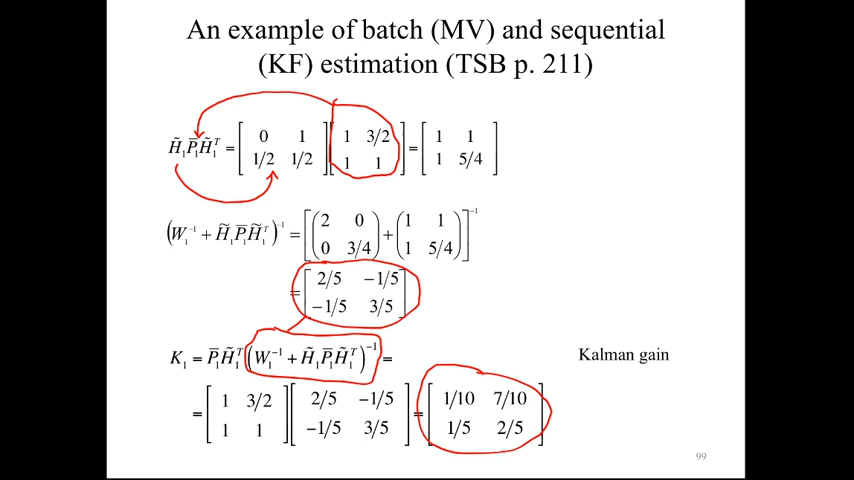 An example of batch (MV) and sequential
(KF) estimation (TSB p. 211)
H̃₁P̄₁H̃₁ᵀ = [ 0 1 ; 1/2 1/2 ][ 1 3/2 ; 1 1 ] = [ 1 1 ; 1 5/4 ]
(W₁⁻¹ + H̃₁P̄₁H̃₁ᵀ)⁻¹ = [ ( 2 0 ; 0 3/4 ) + ( 1 1 ; 1 5/4 ) ]⁻¹
= [ 2/5 −1/5 ; −1/5 3/5 ]
K₁ = P̄₁H̃₁ᵀ(W₁⁻¹ + H̃₁P̄₁H̃₁ᵀ)⁻¹ = Kalman gain
= [ 1 3/2 ; 1 1 ][ 2/5 −1/5 ; −1/5 3/5 ] = [ 1/10 7/10 ; 1/5 2/5 ]
99